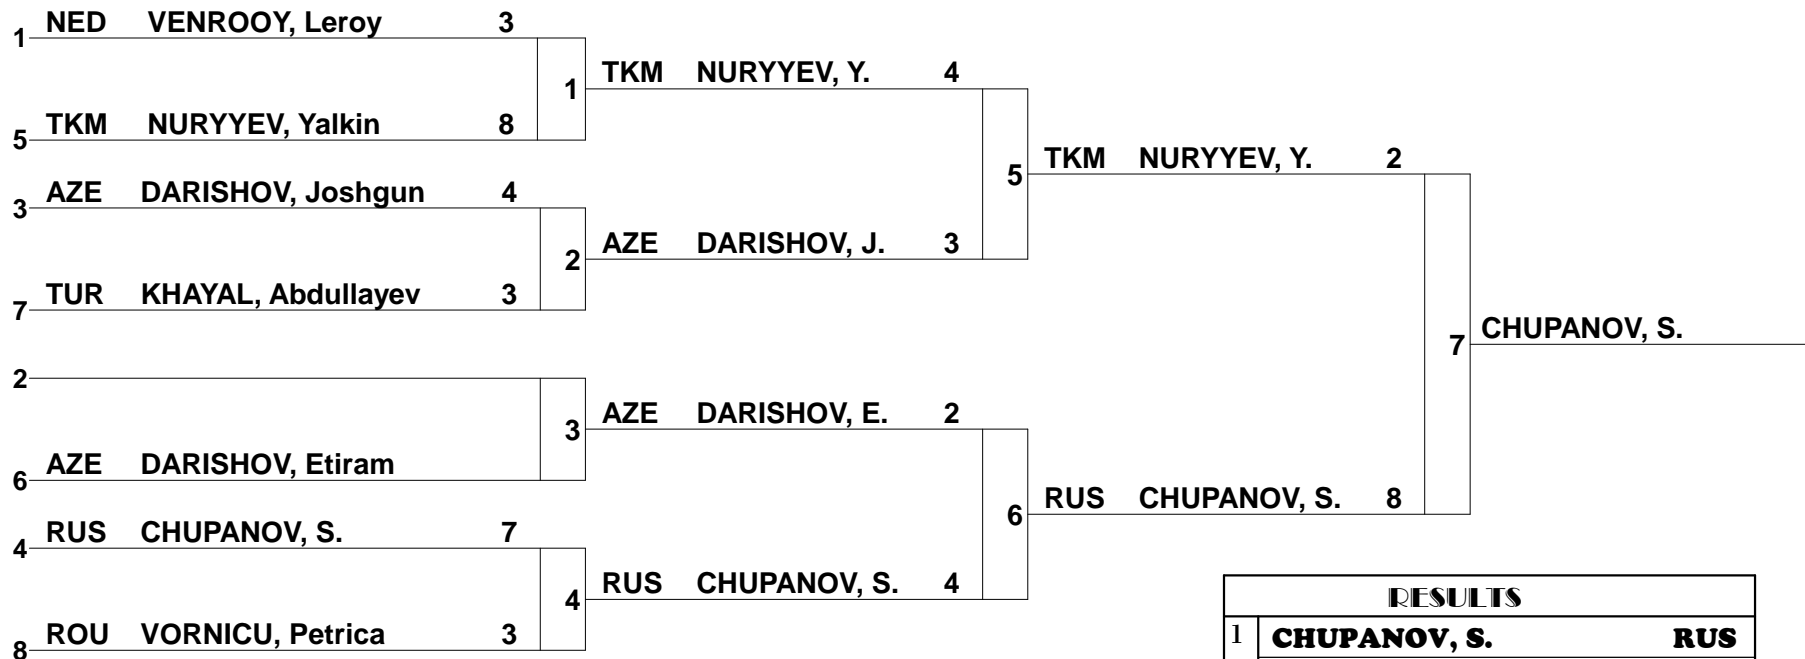 NED VENROOY, Leroy 3
1
TKM NURYYEV, Y. 4
1
TKM NURYYEV, Yalkin 8
5
TKM NURYYEV, Y. 2
5
AZE DARISHOV, Joshgun 4
3
AZE DARISHOV, J. 3
2
TUR KHAYAL, Abdullayev 3
7
CHUPANOV, S.
7
2
AZE DARISHOV, E. 2
3
AZE DARISHOV, Etiram
6
RUS CHUPANOV, S. 8
6
RUS CHUPANOV, S. 7
4
RUS CHUPANOV, S. 4
4
ROU VORNICU, Petrica 3
8
RESULTS
1 CHUPANOV, S. RUS